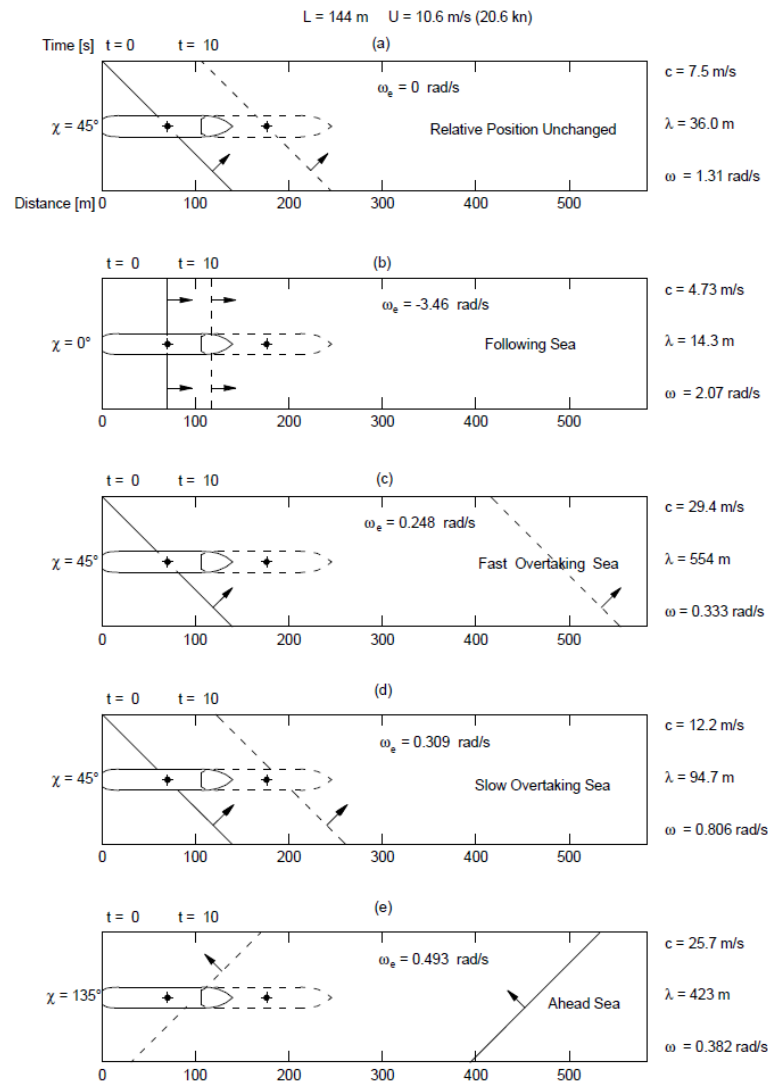 L = 144 m U = 10.6 m/s (20.6 kn)
Time [s] t = 0 t = 10 (a)
ωe = 0 rad/s
c = 7.5 m/s
χ = 45°
Relative Position Unchanged
λ = 36.0 m
ω = 1.31 rad/s
Distance [m] 0 100 200 300 400 500
(b)
t = 0 t = 10
ωe = -3.46 rad/s
c = 4.73 m/s
χ = 0°
Following Sea
λ = 14.3 m
ω = 2.07 rad/s
0 100 200 300 400 500
(c)
t = 0 t = 10
ωe = 0.248 rad/s
c = 29.4 m/s
χ = 45°
Fast Overtaking Sea
λ = 554 m
ω = 0.333 rad/s
0 100 200 300 400 500
(d)
t = 0 t = 10
ωe = 0.309 rad/s
c = 12.2 m/s
χ = 45°
Slow Overtaking Sea
λ = 94.7 m
ω = 0.806 rad/s
0 100 200 300 400 500
(e)
t = 0 t = 10
ωe = 0.493 rad/s
c = 25.7 m/s
χ = 135°
Ahead Sea
λ = 423 m
ω = 0.382 rad/s
0 100 200 300 400 500